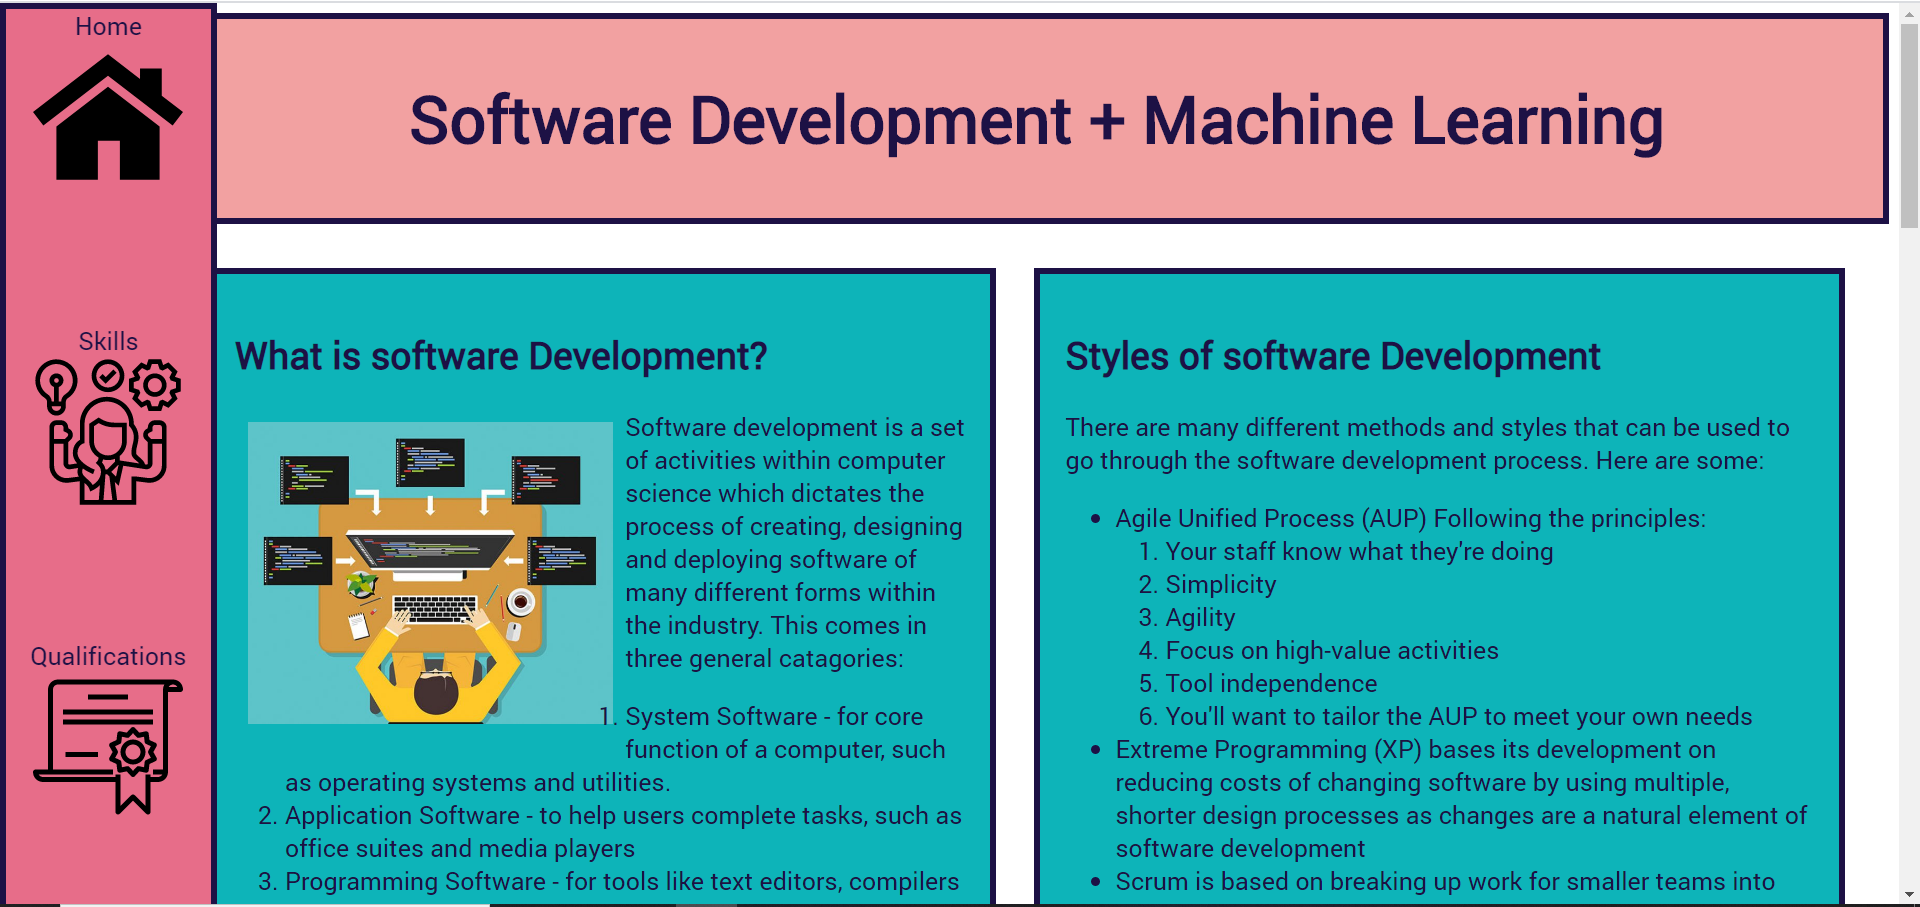 Home
Software Development + Machine Learning
Skills
Qualifications
What is software Development?
Software development is a set
of activities within computer
science which dictates the
process of creating, designing
and deploying software of
many different forms within
the industry. This comes in
three general catagories:
1. System Software - for core
function of a computer, such
as operating systems and utilities.
2. Application Software - to help users complete tasks, such as
office suites and media players
3. Programming Software - for tools like text editors, compilers
Styles of software Development
There are many different methods and styles that can be used to
go through the software development process. Here are some:
• Agile Unified Process (AUP) Following the principles:
1. Your staff know what they're doing
2. Simplicity
3. Agility
4. Focus on high-value activities
5. Tool independence
6. You'll want to tailor the AUP to meet your own needs
• Extreme Programming (XP) bases its development on
reducing costs of changing software by using multiple,
shorter design processes as changes are a natural element of
software development
• Scrum is based on breaking up work for smaller teams into